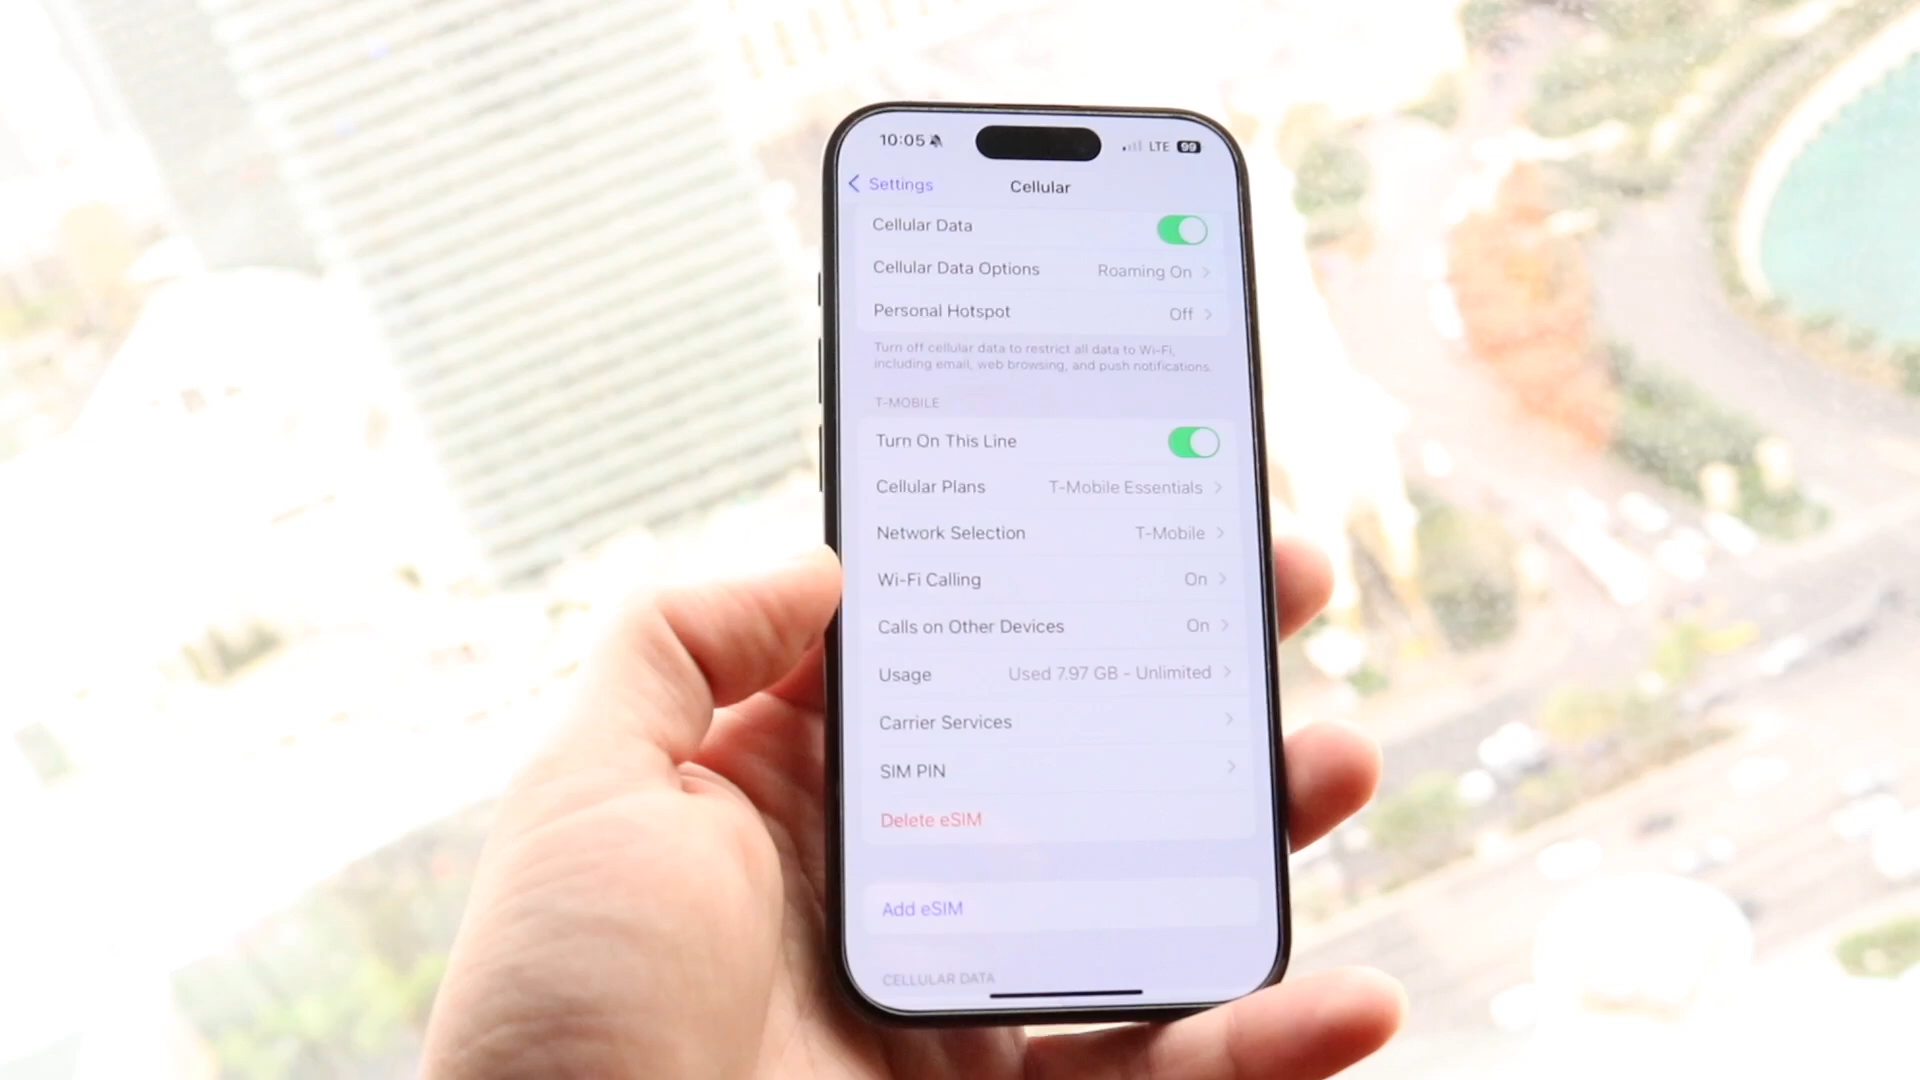 10:05
LTE 99
Settings
Cellular
Cellular Data
Cellular Data Options Roaming On
Personal Hotspot Off
Turn off cellular data to restrict all data to Wi-Fi,
including email, web browsing, and push notifications.
T-MOBILE
Turn On This Line
Cellular Plans T-Mobile Essentials
Network Selection T-Mobile
Wi-Fi Calling On
Calls on Other Devices On
Usage Used 7.97 GB - Unlimited
Carrier Services
SIM PIN
Delete eSIM
Add eSIM
CELLULAR DATA